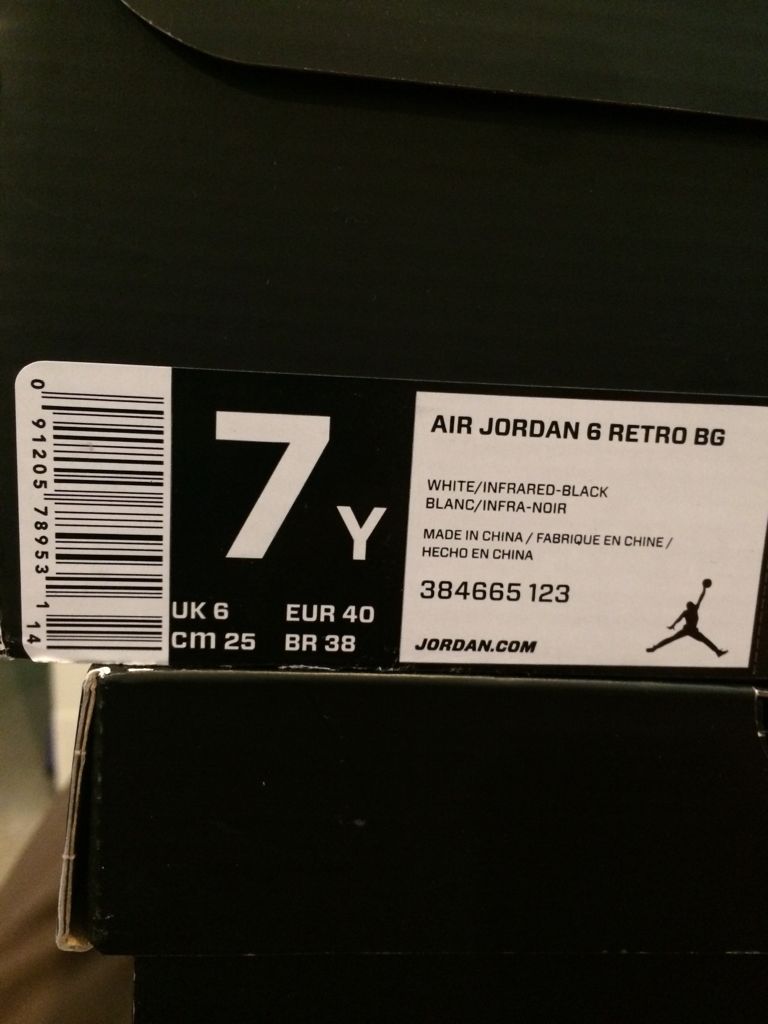 0 91205 78953 1
14
7Y
UK 6 EUR 40
cm 25 BR 38
AIR JORDAN 6 RETRO BG
WHITE/INFRARED-BLACK
BLANC/INFRA-NOIR
MADE IN CHINA / FABRIQUE EN CHINE /
HECHO EN CHINA
384665 123
JORDAN.COM